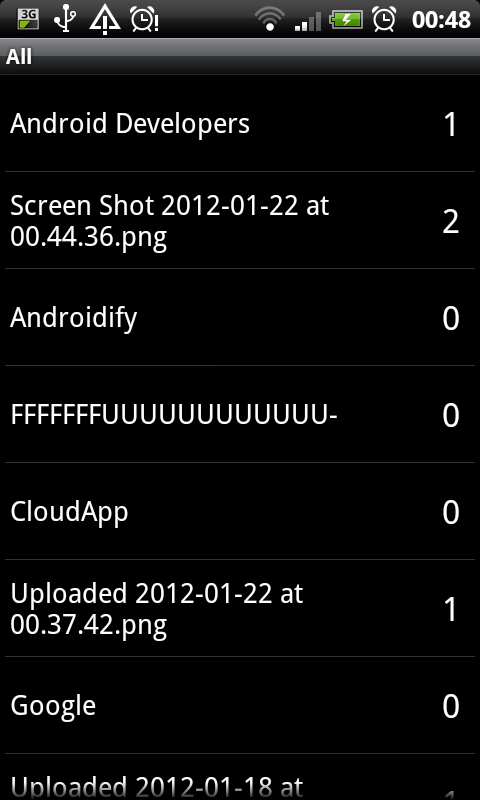 3G
00:48
All
Android Developers
1
Screen Shot 2012-01-22 at
00.44.36.png
2
Androidify
0
FFFFFFFUUUUUUUUUUUU-
0
CloudApp
0
Uploaded 2012-01-22 at
00.37.42.png
1
Google
0
Uploaded 2012-01-18 at
1